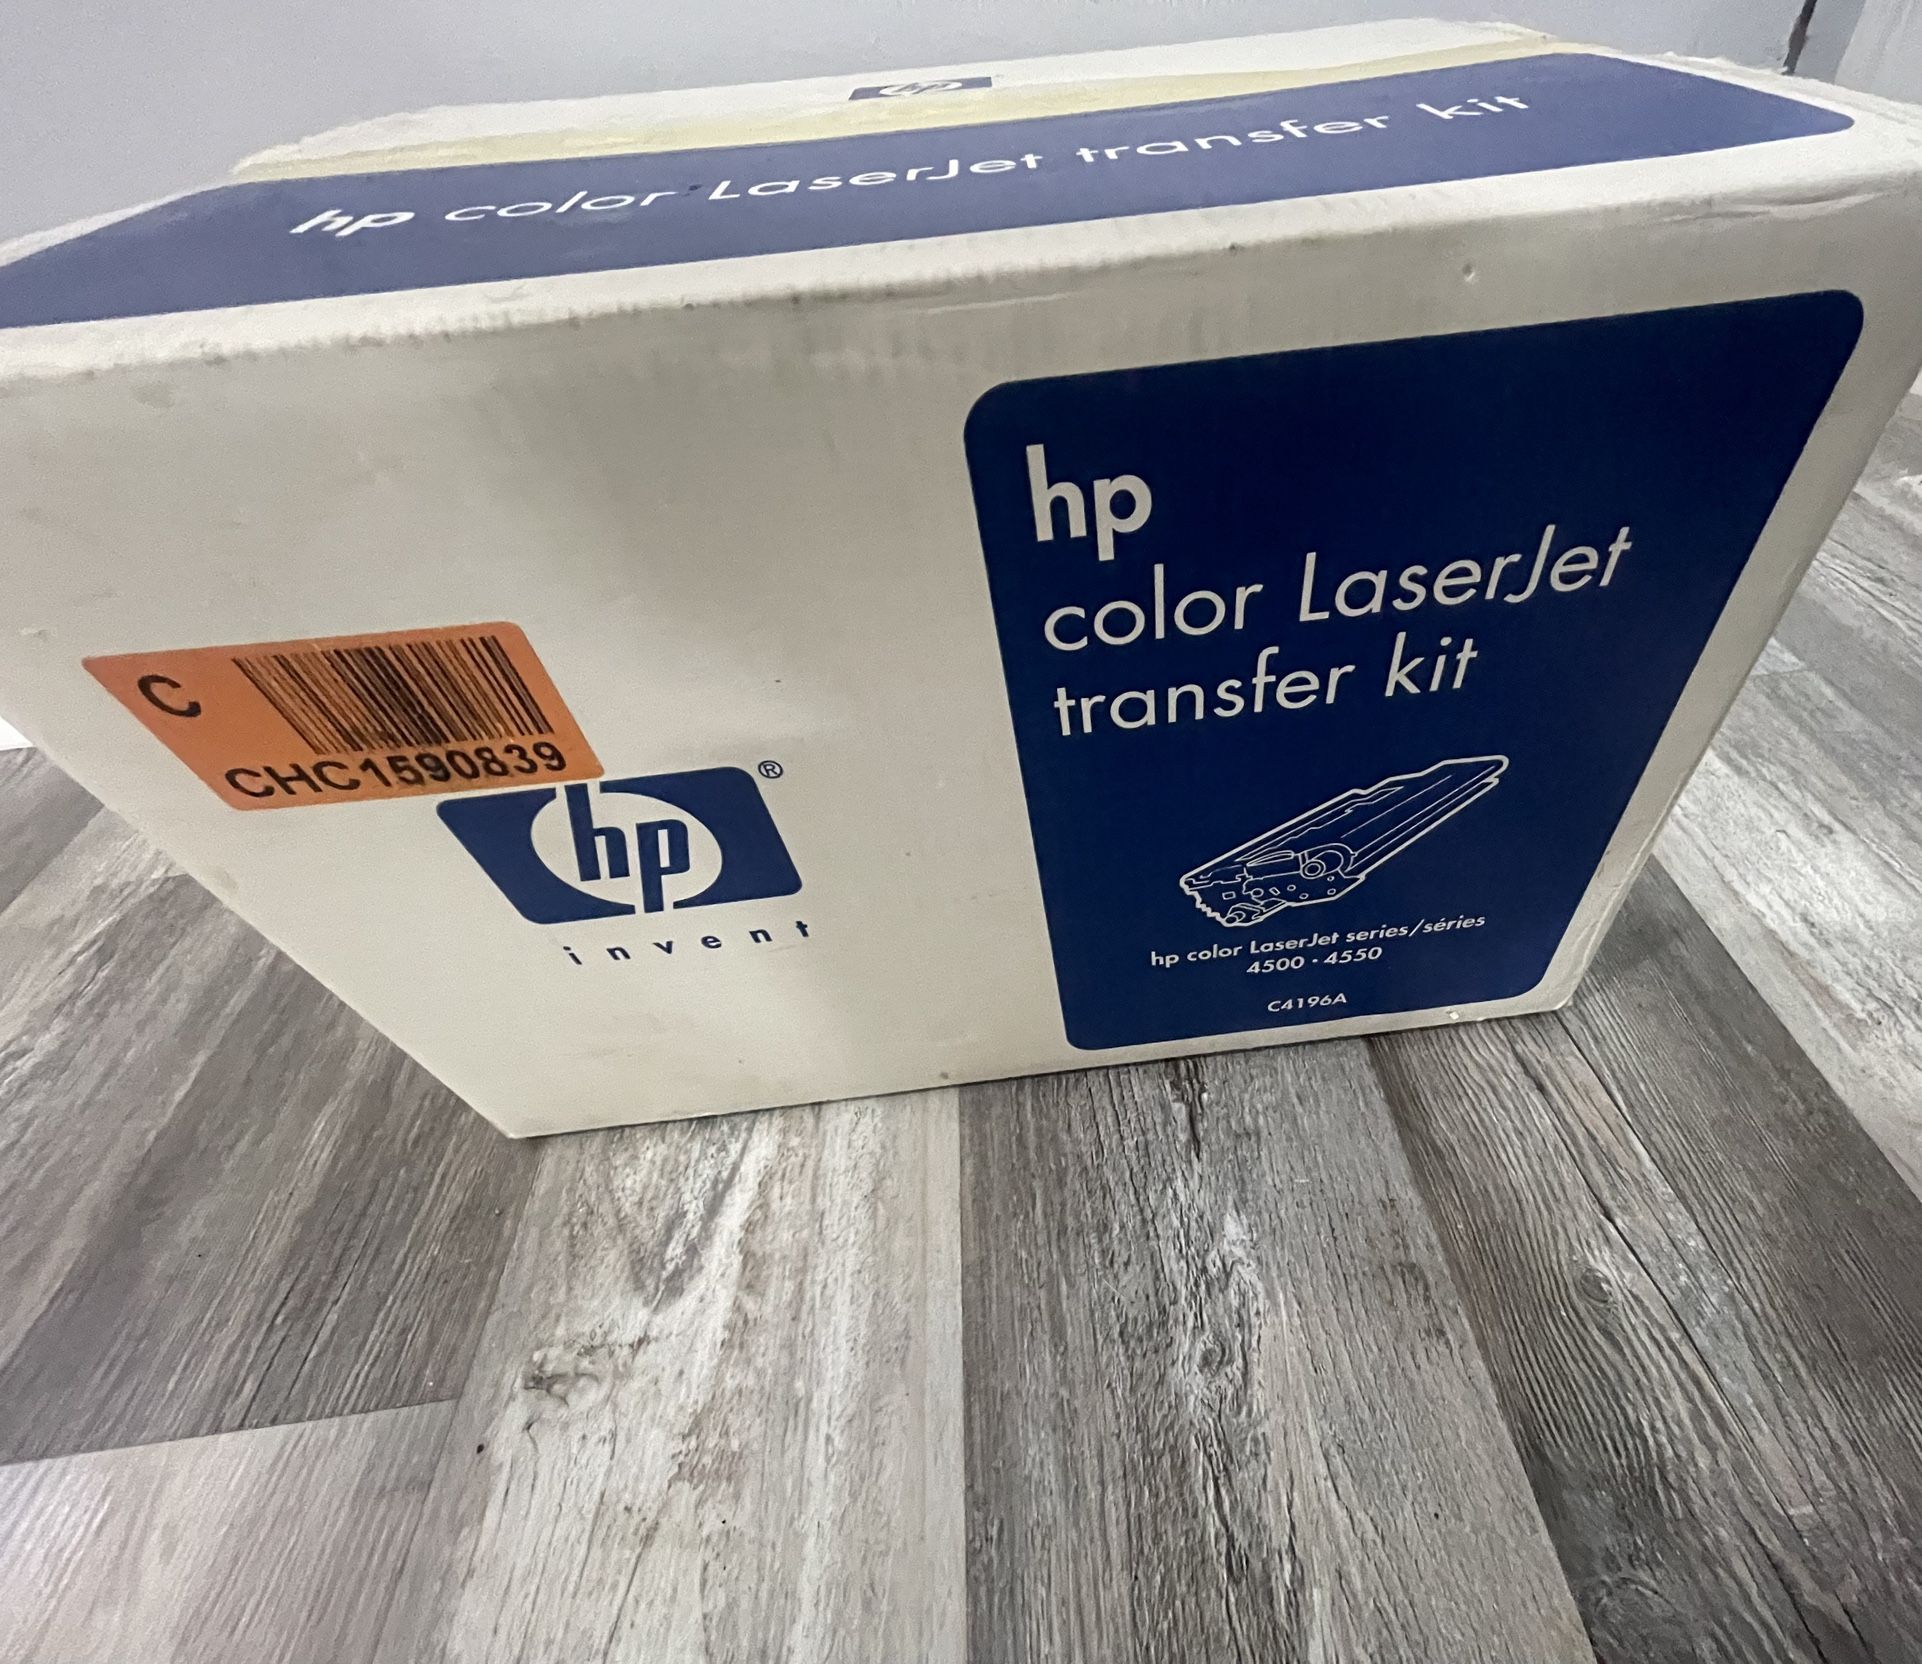 hp
hp color LaserJet transfer kit
hp
color LaserJet
transfer kit
C
CHC1590839
hp®
invent
hp color LaserJet series/séries
4500 · 4550
C4196A